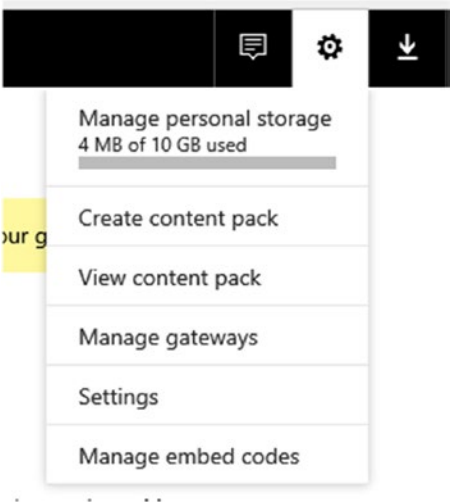 Manage personal storage
4 MB of 10 GB used
Create content pack
our g
View content pack
Manage gateways
Settings
Manage embed codes